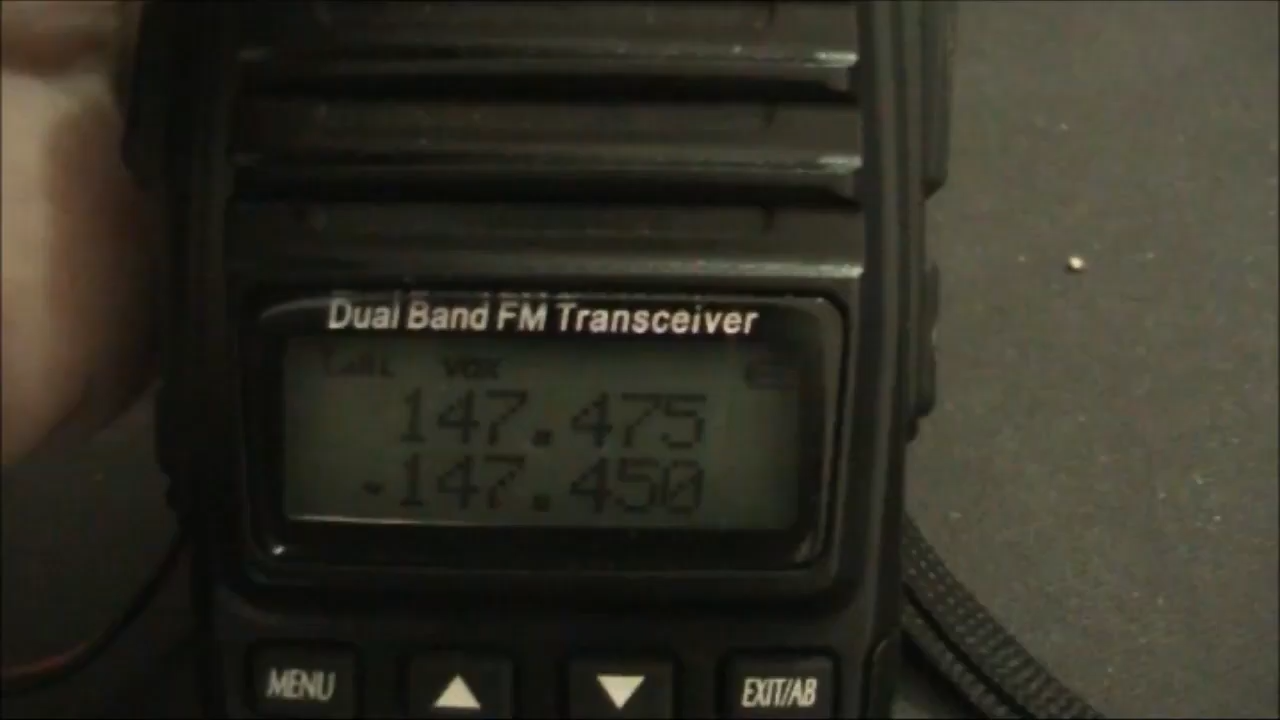 Dual Band FM Transceiver
VOX
147.475
-147.450
MENU ▲ ▼ EXIT/AB